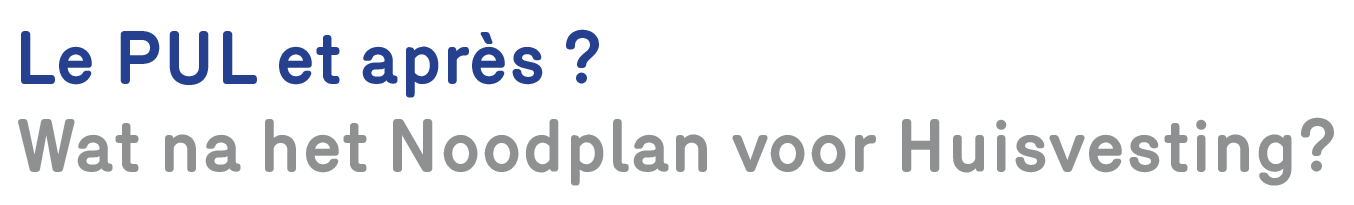 Le PUL et après ?
Wat na het Noodplan voor Huisvesting?